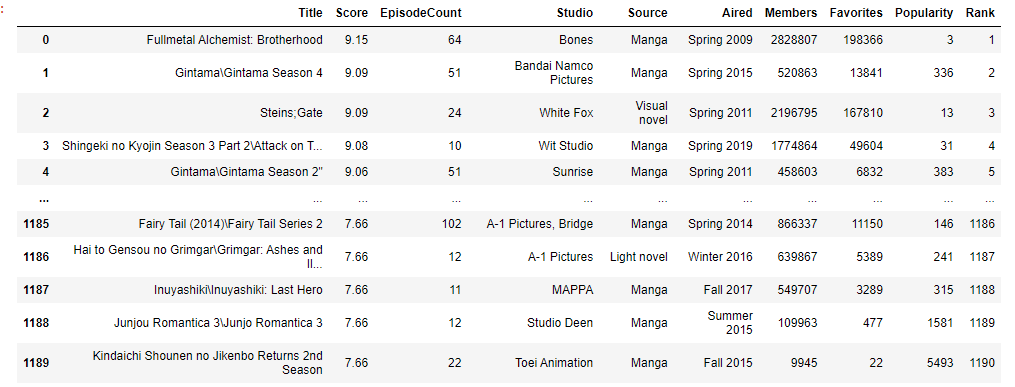 :
Title Score EpisodeCount Studio Source Aired Members Favorites Popularity Rank
0 Fullmetal Alchemist: Brotherhood 9.15 64 Bones Manga Spring 2009 2828807 198366 3 1
1 Gintama\Gintama Season 4 9.09 51 Bandai Namco Pictures Manga Spring 2015 520863 13841 336 2
2 Steins;Gate 9.09 24 White Fox Visual novel Spring 2011 2196795 167810 13 3
3 Shingeki no Kyojin Season 3 Part 2\Attack on T... 9.08 10 Wit Studio Manga Spring 2019 1774864 49604 31 4
4 Gintama\Gintama Season 2" 9.06 51 Sunrise Manga Spring 2011 458603 6832 383 5
... ... ... ... ... ... ... ... ... ... ...
1185 Fairy Tail (2014)\Fairy Tail Series 2 7.66 102 A-1 Pictures, Bridge Manga Spring 2014 866337 11150 146 1186
1186 Hai to Gensou no Grimgar\Grimgar: Ashes and Il... 7.66 12 A-1 Pictures Light novel Winter 2016 639867 5389 241 1187
1187 Inuyashiki\Inuyashiki: Last Hero 7.66 11 MAPPA Manga Fall 2017 549707 3289 315 1188
1188 Junjou Romantica 3\Junjo Romantica 3 7.66 12 Studio Deen Manga Summer 2015 109963 477 1581 1189
1189 Kindaichi Shounen no Jikenbo Returns 2nd Season 7.66 22 Toei Animation Manga Fall 2015 9945 22 5493 1190